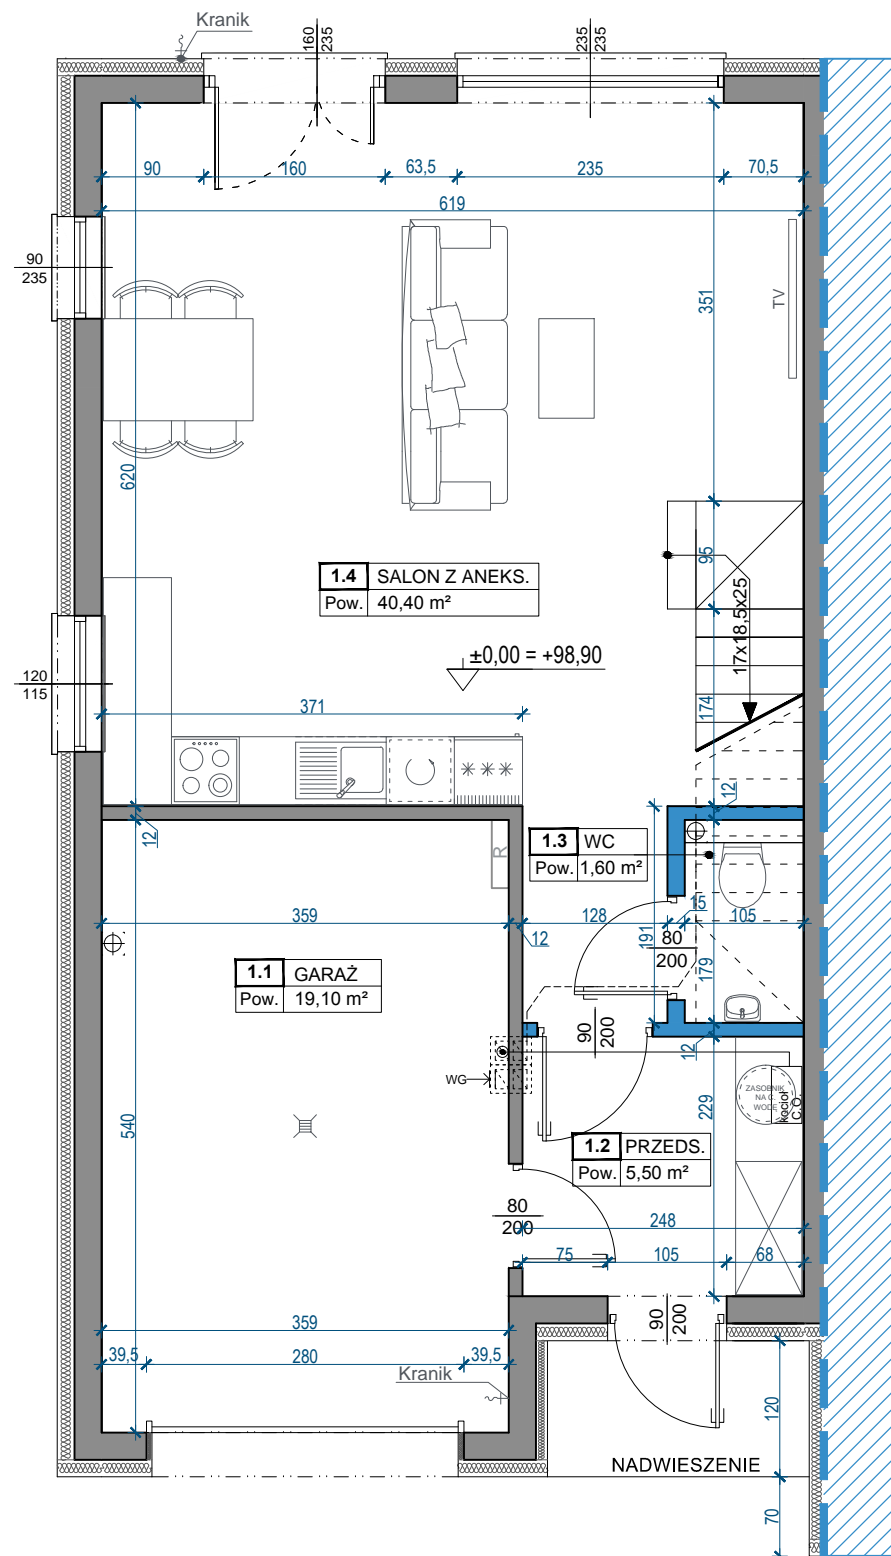 Kranik
160
235
235
235
90
160
63,5
235
70,5
619
90
235
351
TV
620
95
1.4 SALON Z ANEKS.
Pow. 40,40 m²
17x18,5x25
±0,00 = +98,90
120
115
371
174
12
12
1.3 WC
Pow. 1,60 m²
R
359
128
15
105
12
191
80
200
179
1.1 GARAŻ
Pow. 19,10 m²
90
200
12
WG
ZASOBNIK
NA C.
WODĘ
kocioł
C.O.
229
540
1.2 PRZEDS.
Pow. 5,50 m²
80
200
248
75
105
68
359
90
200
39,5
280
39,5
Kranik
120
NADWIESZENIE
70